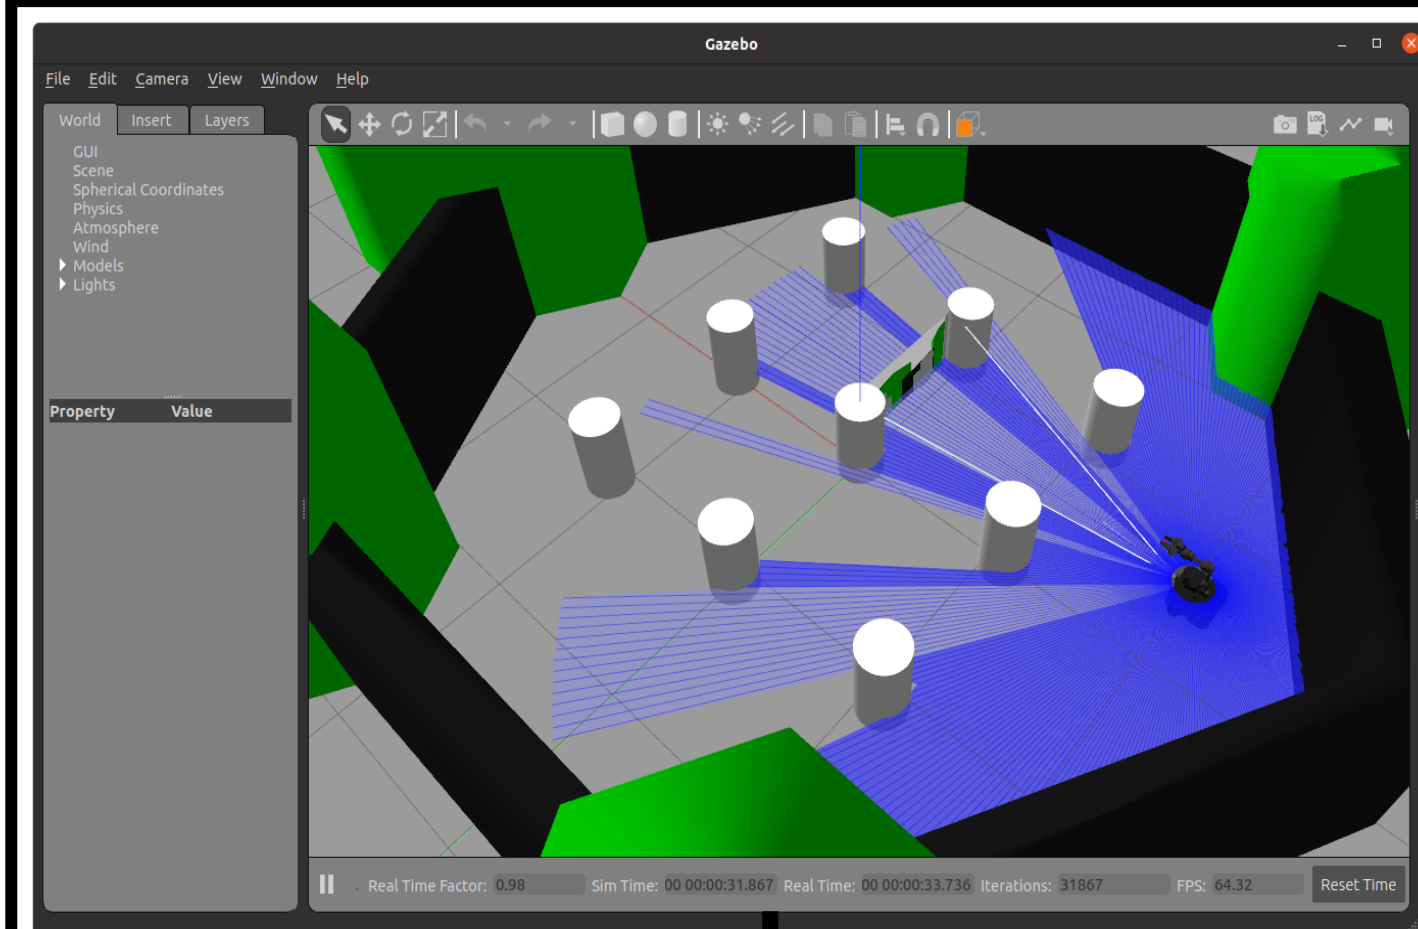 Gazebo
File Edit Camera View Window Help
World Insert Layers
GUI
Scene
Spherical Coordinates
Physics
Atmosphere
Wind
Models
Lights
Property Value
LOG
Real Time Factor: 0.98 Sim Time: 00 00:00:31.867 Real Time: 00 00:00:33.736 Iterations: 31867 FPS: 64.32 Reset Time